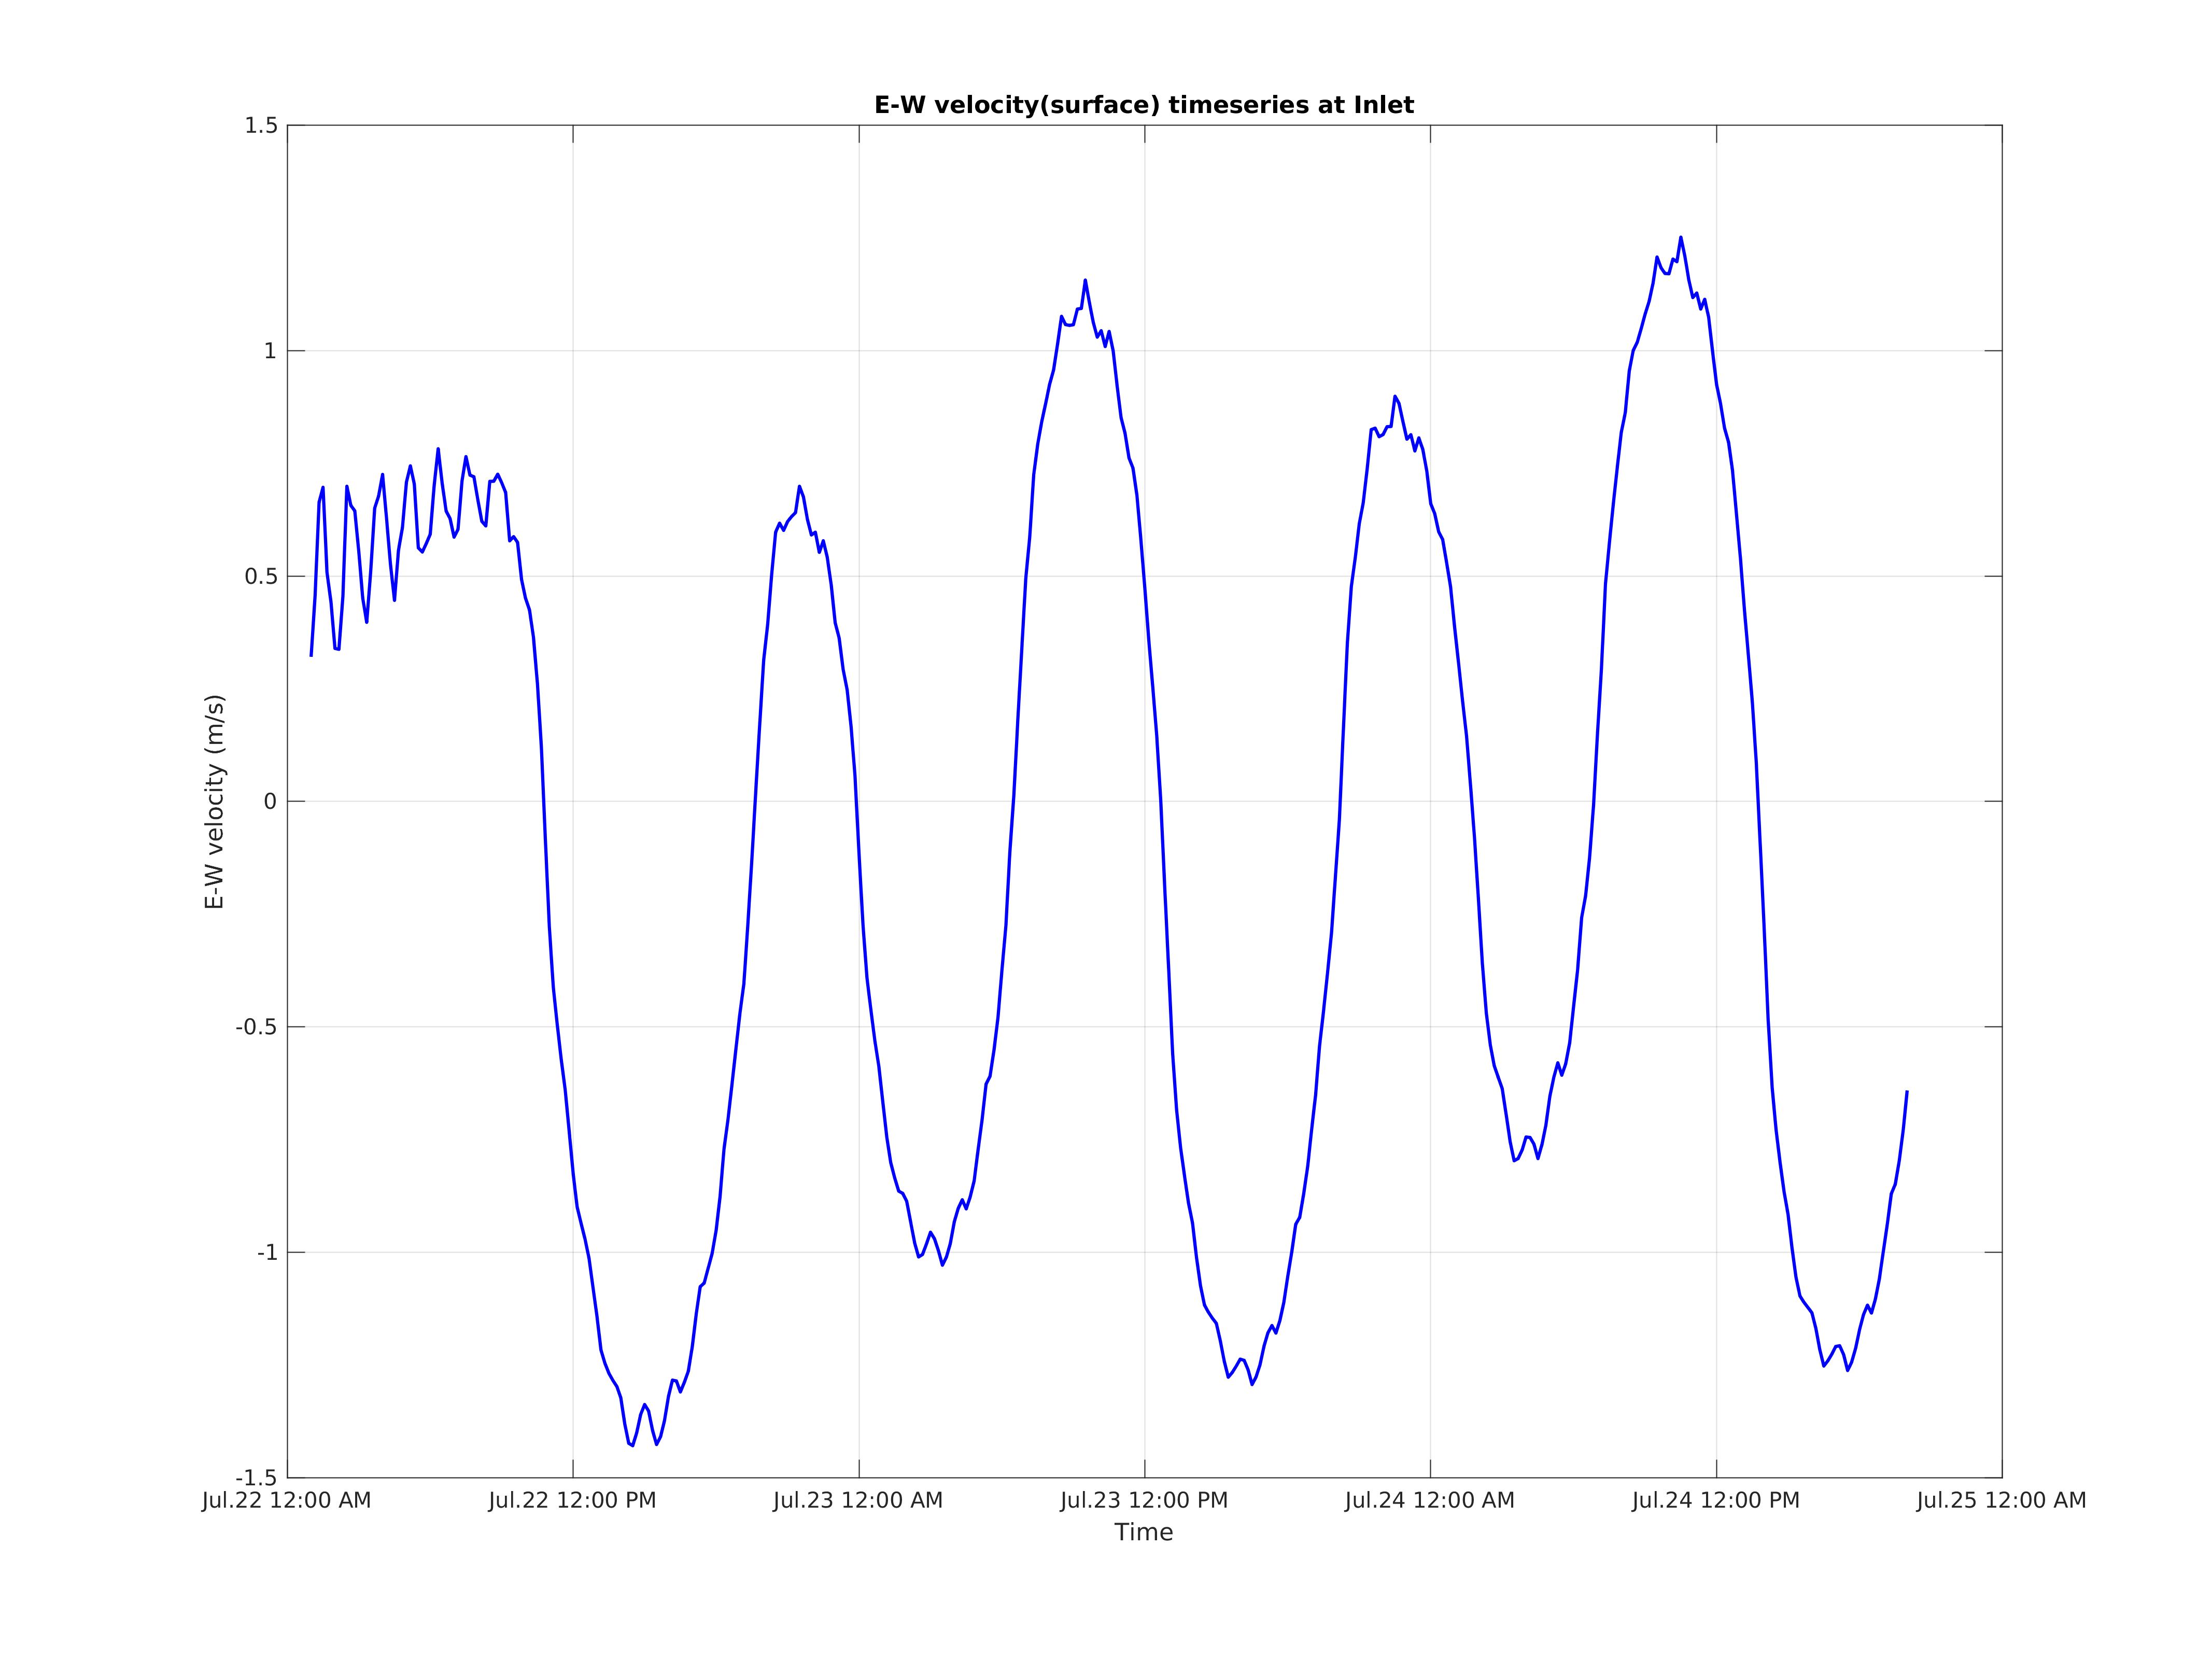 E-W velocity(surface) timeseries at Inlet
1.5
1
0.5
0
-0.5
-1
-1.5
E-W velocity (m/s)
Jul.22 12:00 AM
Jul.22 12:00 PM
Jul.23 12:00 AM
Jul.23 12:00 PM
Jul.24 12:00 AM
Jul.24 12:00 PM
Jul.25 12:00 AM
Time